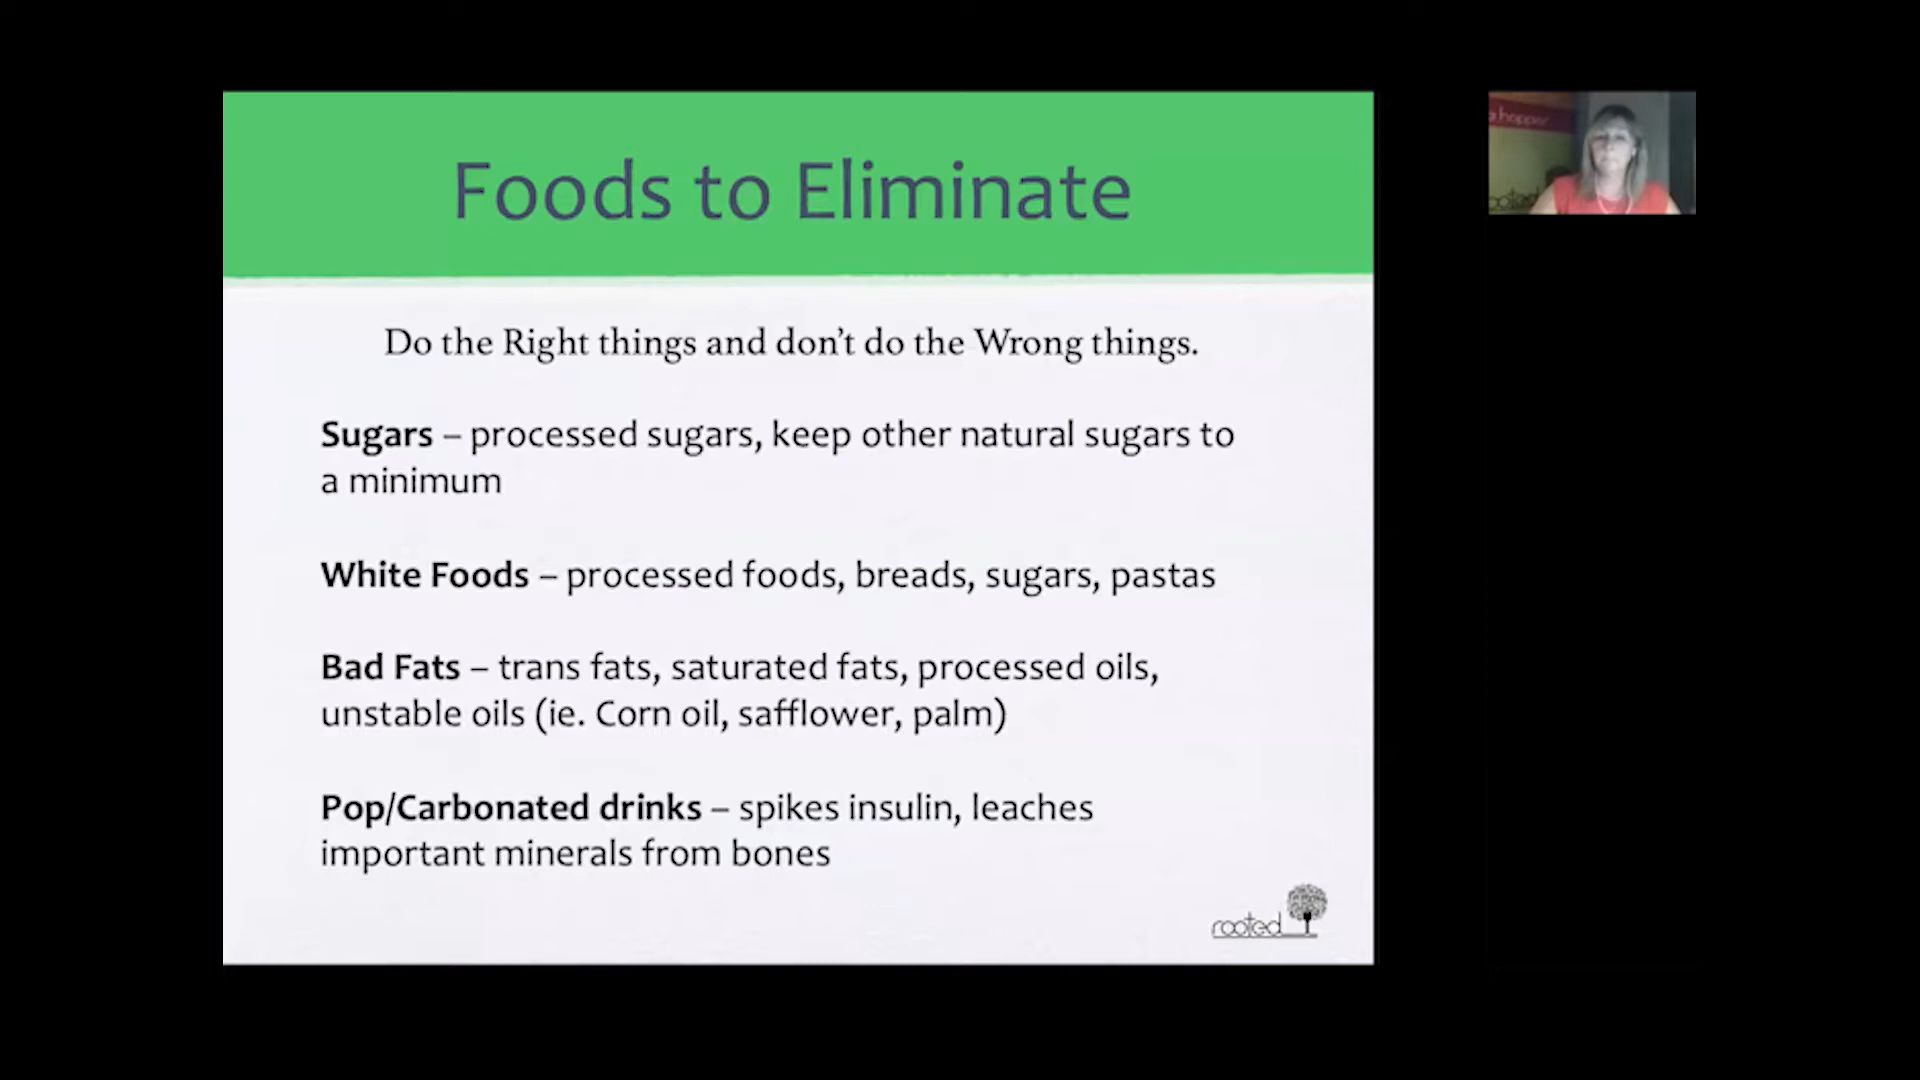 Foods to Eliminate
Do the Right things and don't do the Wrong things.
Sugars – processed sugars, keep other natural sugars to
a minimum
White Foods – processed foods, breads, sugars, pastas
Bad Fats – trans fats, saturated fats, processed oils,
unstable oils (ie. Corn oil, safflower, palm)
Pop/Carbonated drinks – spikes insulin, leaches
important minerals from bones
rooted
a hopper